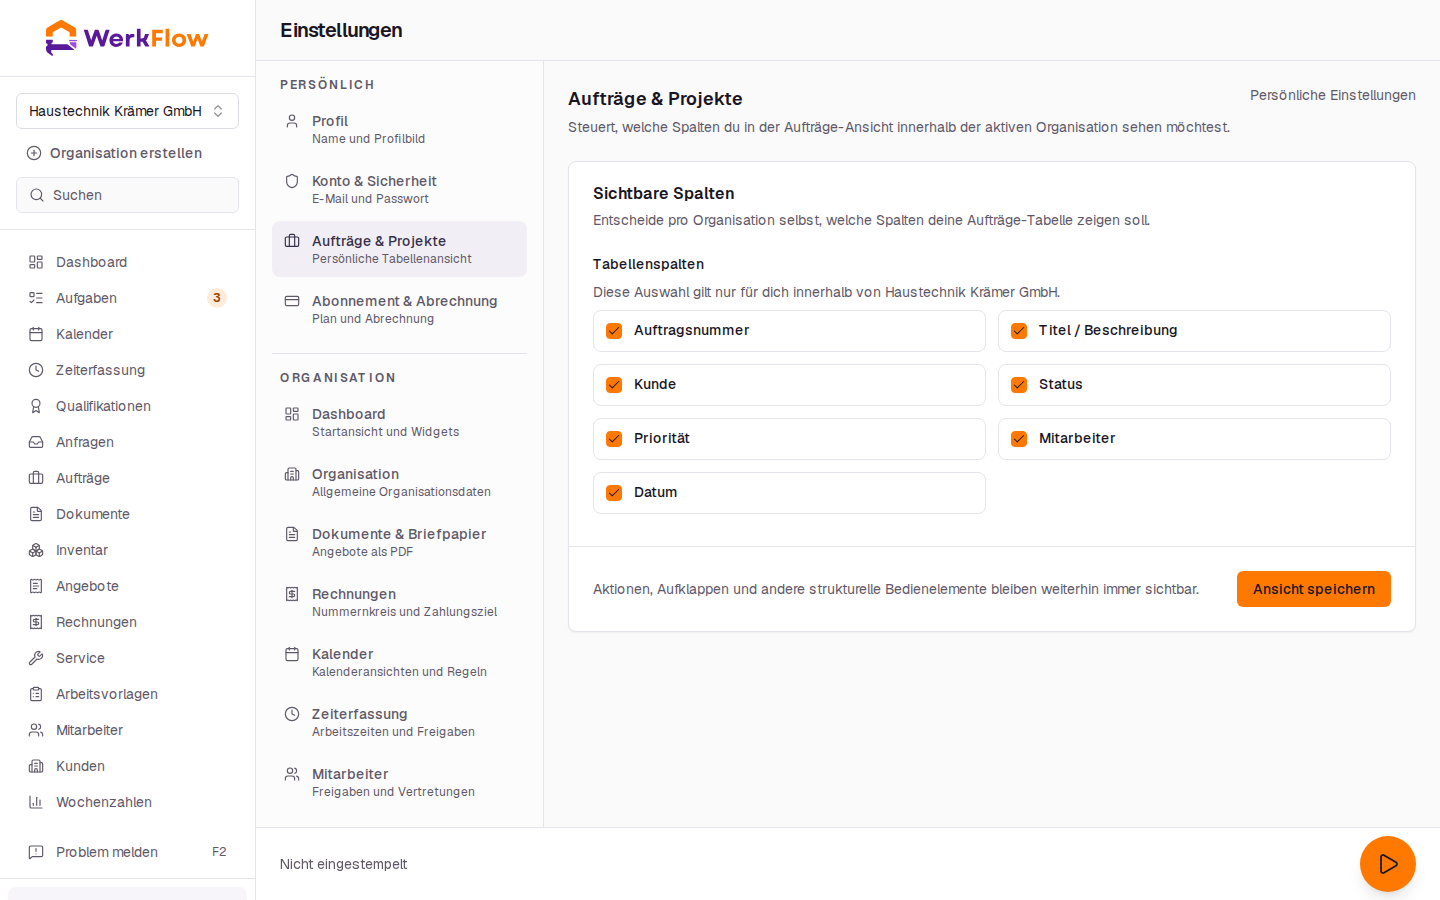 WerkFlow
Haustechnik Krämer GmbH
Organisation erstellen
Suchen
Dashboard
Aufgaben 3
Kalender
Zeiterfassung
Qualifikationen
Anfragen
Aufträge
Dokumente
Inventar
Angebote
Rechnungen
Service
Arbeitsvorlagen
Mitarbeiter
Kunden
Wochenzahlen
Problem melden F2
Einstellungen
PERSÖNLICH
Profil
Name und Profilbild
Konto & Sicherheit
E-Mail und Passwort
Aufträge & Projekte
Persönliche Tabellenansicht
Abonnement & Abrechnung
Plan und Abrechnung
ORGANISATION
Dashboard
Startansicht und Widgets
Organisation
Allgemeine Organisationsdaten
Dokumente & Briefpapier
Angebote als PDF
Rechnungen
Nummernkreis und Zahlungsziel
Kalender
Kalenderansichten und Regeln
Zeiterfassung
Arbeitszeiten und Freigaben
Mitarbeiter
Freigaben und Vertretungen
Aufträge & Projekte
Persönliche Einstellungen
Steuert, welche Spalten du in der Aufträge-Ansicht innerhalb der aktiven Organisation sehen möchtest.
Sichtbare Spalten
Entscheide pro Organisation selbst, welche Spalten deine Aufträge-Tabelle zeigen soll.
Tabellenspalten
Diese Auswahl gilt nur für dich innerhalb von Haustechnik Krämer GmbH.
Auftragsnummer
Titel / Beschreibung
Kunde
Status
Priorität
Mitarbeiter
Datum
Aktionen, Aufklappen und andere strukturelle Bedienelemente bleiben weiterhin immer sichtbar.
Ansicht speichern
Nicht eingestempelt